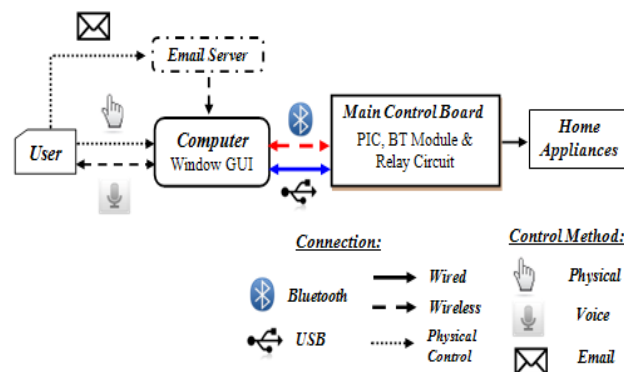 Email Server
User
Computer
Window GUI
Main Control Board
PIC, BT Module &
Relay Circuit
Home
Appliances
Connection:
Control Method:
Bluetooth
Wired
Physical
Wireless
Voice
USB
Physical
Control
Email